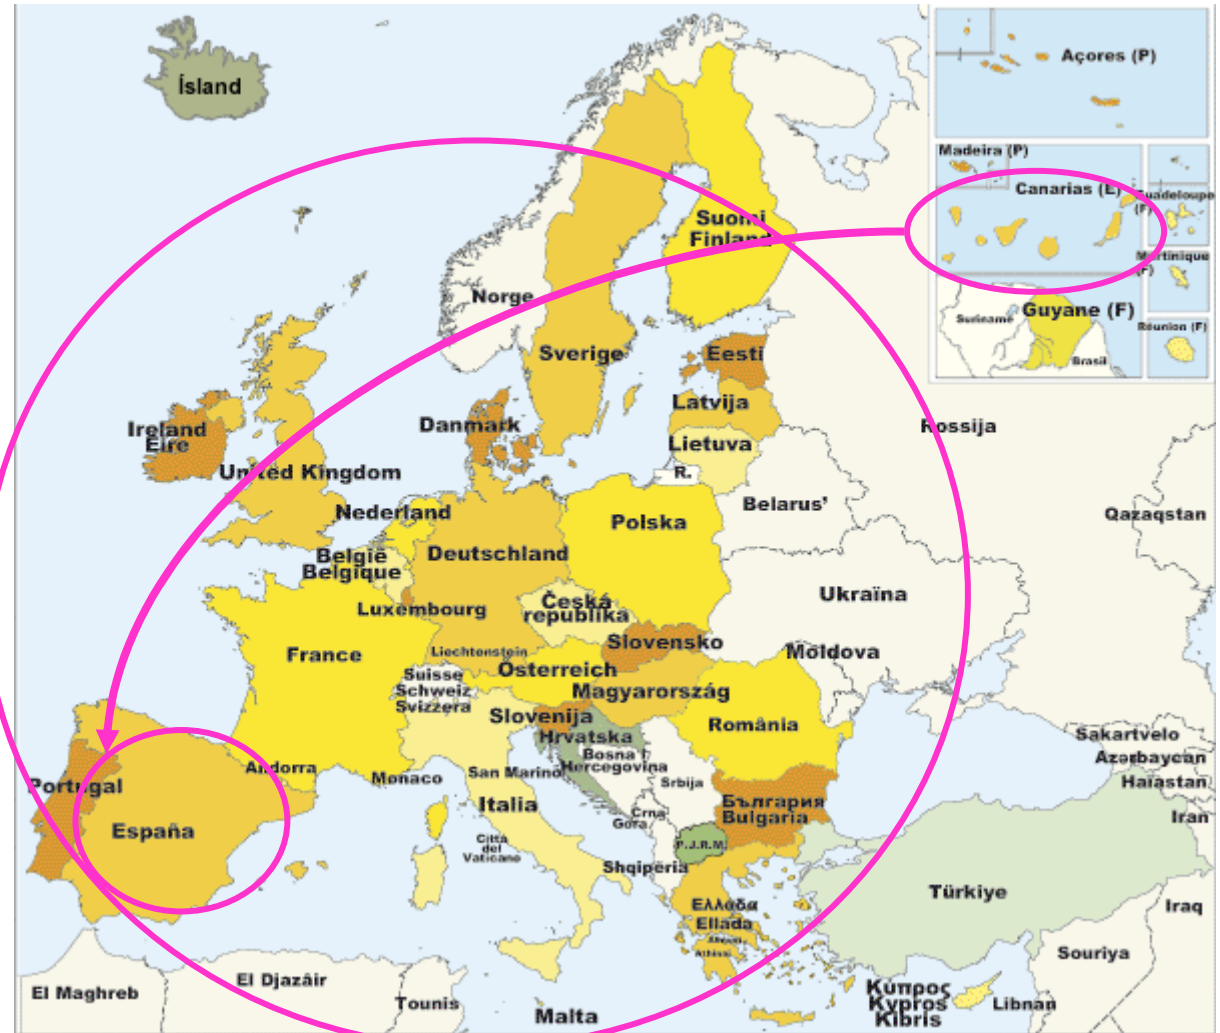 Ísland
Açores (P)
Madeira (P)
Canarias (E)
Guadeloupe
(F)
Martinique
(F)
Suriname
Guyane (F)
Brasil
Réunion (F)
Suomi
Finland
Norge
Sverige
Eesti
Latvija
Lietuva
R.
Rossija
Danmark
Ireland
Éire
United Kingdom
Nederland
België
Belgique
Deutschland
Polska
Belarus’
Qazaqstan
Luxembourg
Česká
republika
Ukraïna
Slovensko
Moldova
France
Liechtenstein
Österreich
Suisse
Schweiz
Svizzera
Magyarország
Slovenija
Hrvatska
România
Bosna I
Hercegovina
Srbija
Sakartvelo
Azərbaycan
Haïastan
Iran
Andorra
Monaco
San Marino
Portugal
España
Italia
Città
del
Vaticano
Crna
Gora
България
Bulgaria
P.J.R.M.
Shqipëria
Türkiye
Iraq
Ελλάδα
Ellada
Souriya
Κύπρος
Kypros
Kibris
Libnan
El Maghreb
El Djazâir
Tounis
Malta